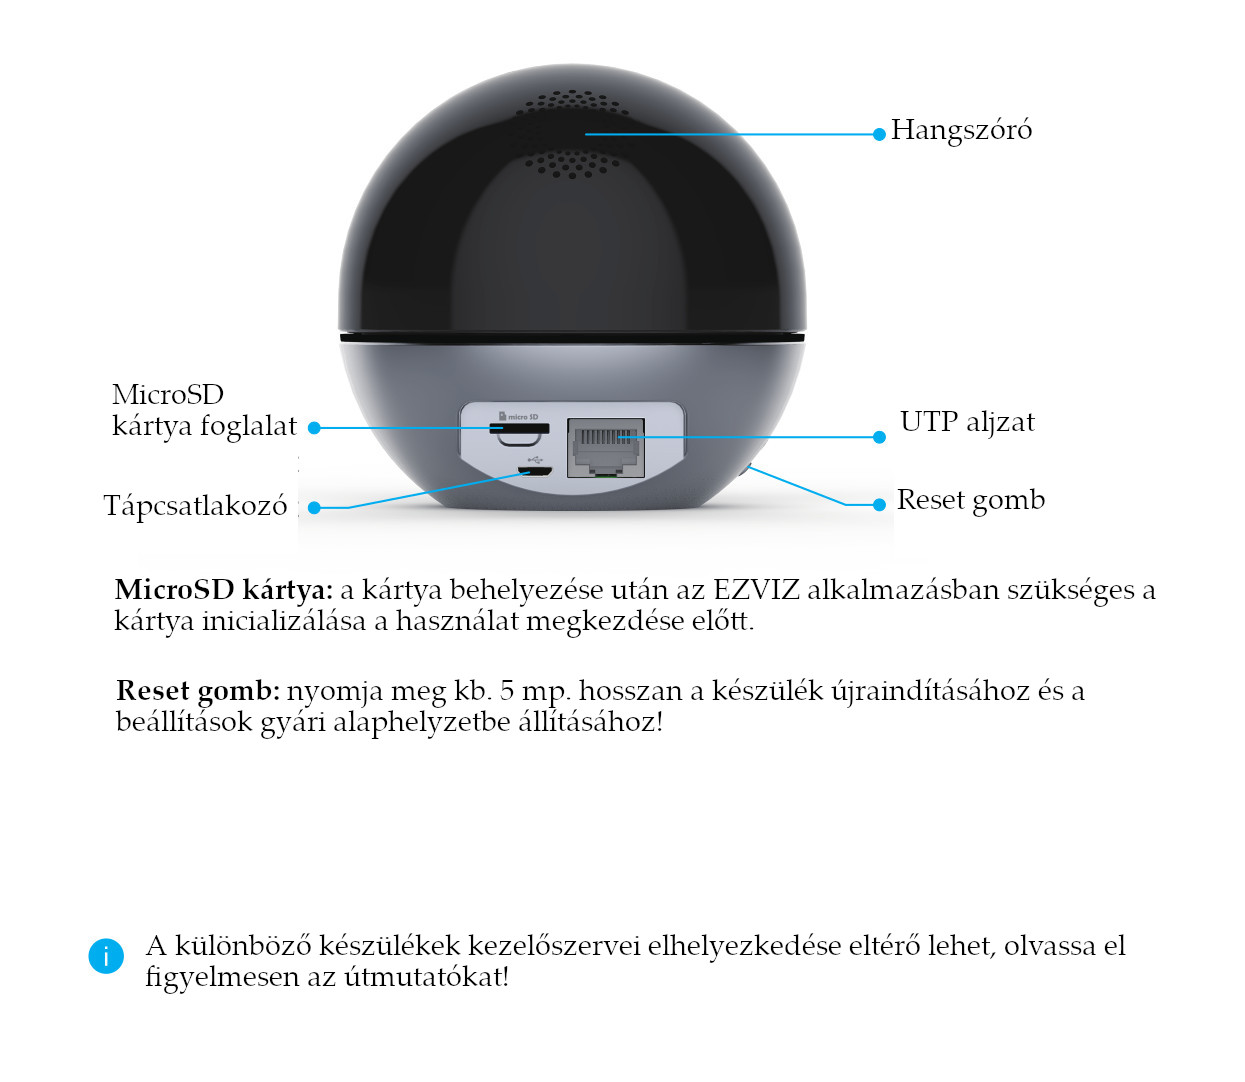 Hangszóró
MicroSD
kártya foglalat
micro SD
UTP aljzat
Tápcsatlakozó
Reset gomb
MicroSD kártya: a kártya behelyezése után az EZVIZ alkalmazásban szükséges a
kártya inicializálása a használat megkezdése előtt.
Reset gomb: nyomja meg kb. 5 mp. hosszan a készülék újraindításához és a
beállítások gyári alaphelyzetbe állításához!
i
A különböző készülékek kezelőszervei elhelyezkedése eltérő lehet, olvassa el
figyelmesen az útmutatókat!